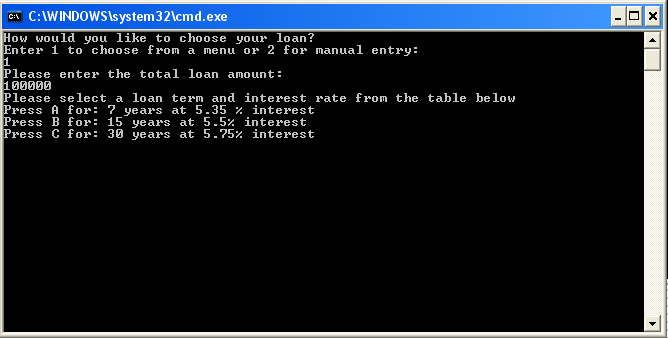 C:\WINDOWS\system32\cmd.exe
How would you like to choose your loan?
Enter 1 to choose from a menu or 2 for manual entry:
1
Please enter the total loan amount:
100000
Please select a loan term and interest rate from the table below
Press A for: 7 years at 5.35 % interest
Press B for: 15 years at 5.5% interest
Press C for: 30 years at 5.75% interest